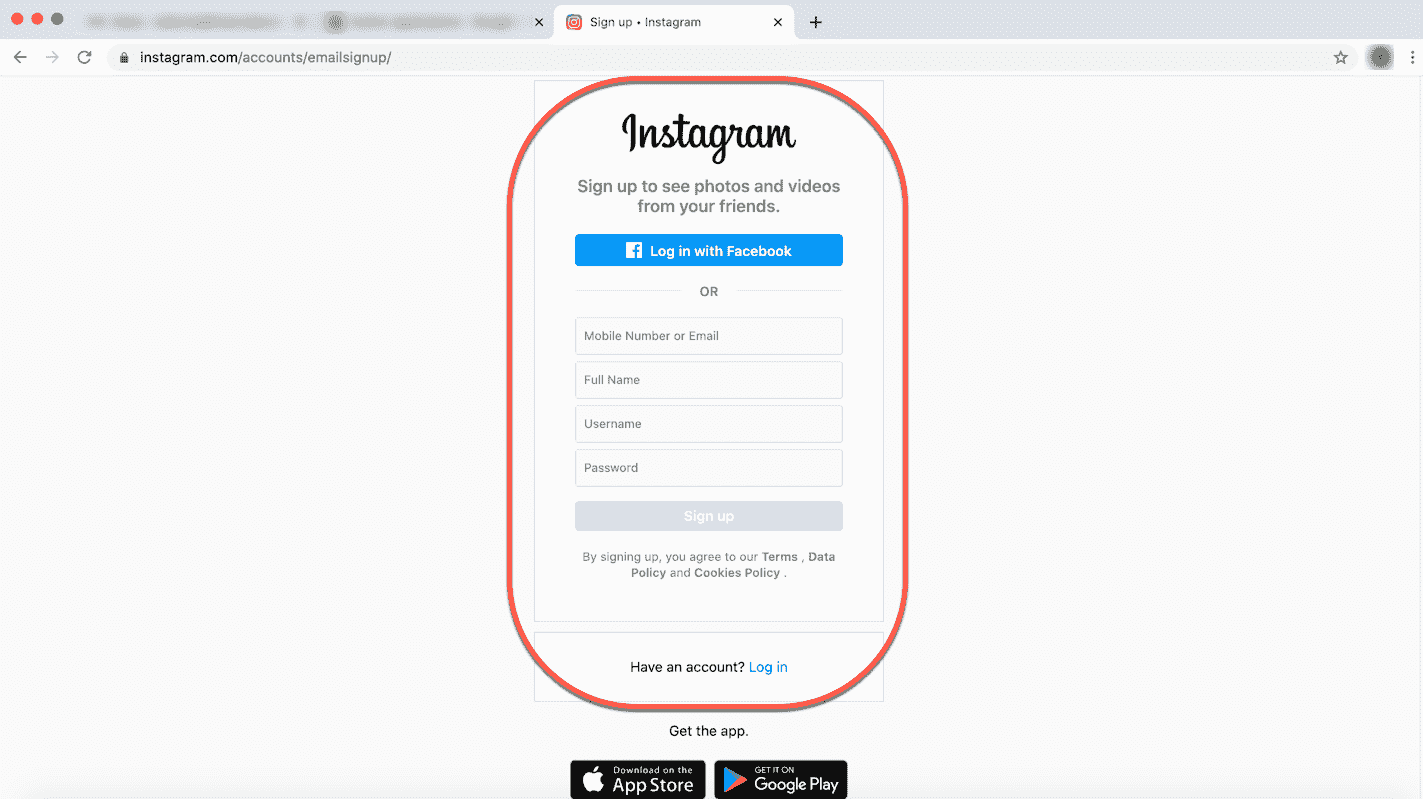 Sign up • Instagram
instagram.com/accounts/emailsignup/
Instagram
Sign up to see photos and videos
from your friends.
Log in with Facebook
OR
Mobile Number or Email
Full Name
Username
Password
Sign up
By signing up, you agree to our Terms , Data
Policy and Cookies Policy .
Have an account? Log in
Get the app.
Download on the
App Store
GET IT ON
Google Play